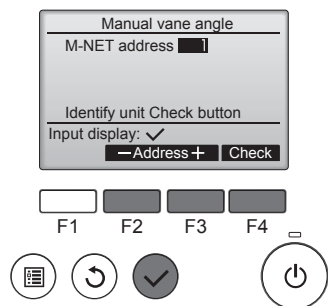 Manual vane angle
M-NET address 1
Identify unit Check button
Input display: ✓
−Address+ Check
F1 F2 F3 F4